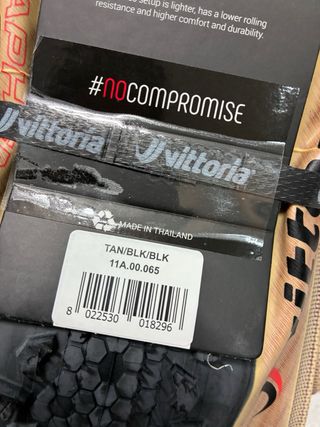 setup is lighter, has a lower rolling
resistance and higher comfort and durability.
#NOCOMPROMISE
vittoria
vittoria
MADE IN THAILAND
TAN/BLK/BLK
11A.00.065
8 022530 018296